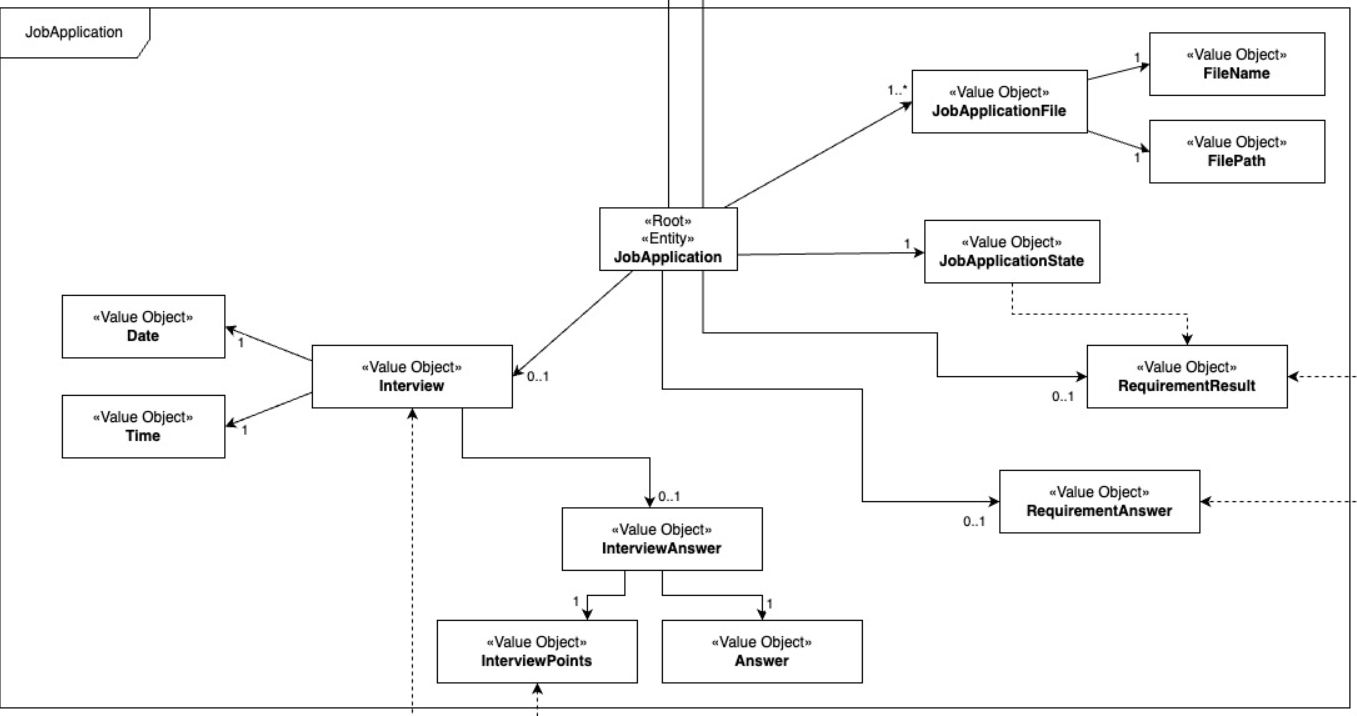 JobApplication
«Value Object»
FileName
1
«Value Object»
JobApplicationFile
1..*
«Value Object»
FilePath
1
«Root»
«Entity»
JobApplication
1
«Value Object»
JobApplicationState
«Value Object»
Date
1
«Value Object»
Interview
0..1
«Value Object»
RequirementResult
0..1
«Value Object»
Time
1
«Value Object»
RequirementAnswer
0..1
0..1
«Value Object»
InterviewAnswer
1
1
«Value Object»
InterviewPoints
«Value Object»
Answer